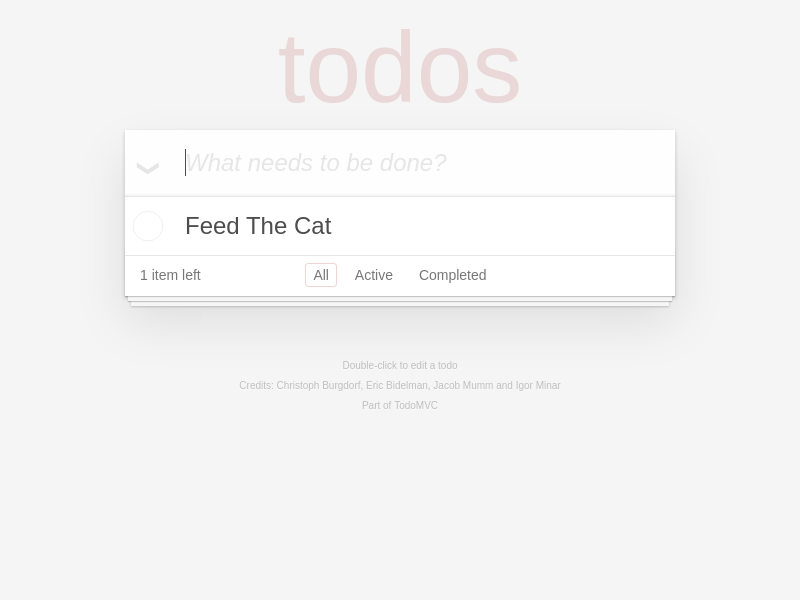 todos
What needs to be done?
Feed The Cat
1 item left All Active Completed
Double-click to edit a todo
Credits: Christoph Burgdorf, Eric Bidelman, Jacob Mumm and Igor Minar
Part of TodoMVC